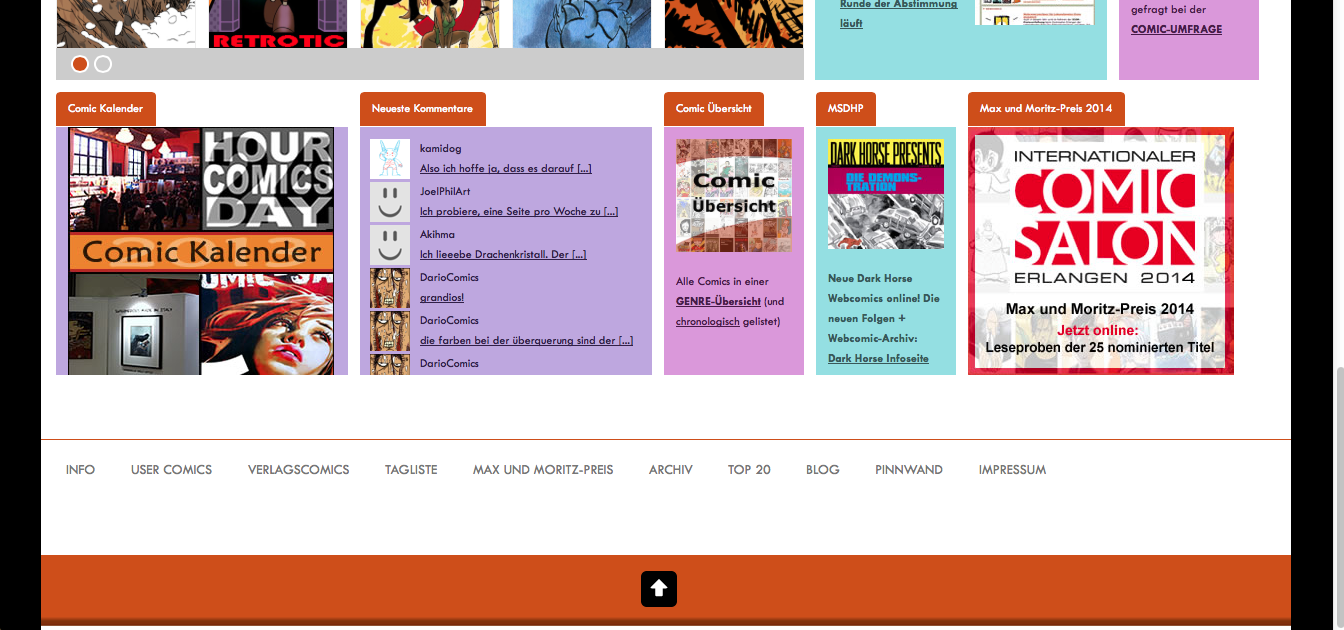 Runde der Abstimmung
läuft
gefragt bei der
COMIC-UMFRAGE
RETROTIC
Comic Kalender
HOUR
COMICS
DAY
Comic Kalender
Neueste Kommentare
kamidog
Also ich hoffe ja, dass es darauf [...]
JoelPhilArt
Ich probiere, eine Seite pro Woche zu [...]
Akihma
Ich lieeebe Drachenkristall. Der [...]
DarioComics
grandios!
DarioComics
die farben bei der überquerung sind der [...]
DarioComics
Comic Übersicht
Comic
Übersicht
Alle Comics in einer
GENRE-Übersicht (und
chronologisch gelistet)
MSDHP
DARK HORSE PRESENTS
DIE DEMONS-
TRATION
Neue Dark Horse
Webcomics online! Die
neuen Folgen +
Webcomic-Archiv:
Dark Horse Infoseite
Max und Moritz-Preis 2014
INTERNATIONALER
COMIC
SALON
ERLANGEN 2014
Max und Moritz-Preis 2014
Jetzt online:
Leseproben der 25 nominierten Titel
INFO USER COMICS VERLAGSCOMICS TAGLISTE MAX UND MORITZ-PREIS ARCHIV TOP 20 BLOG PINNWAND IMPRESSUM